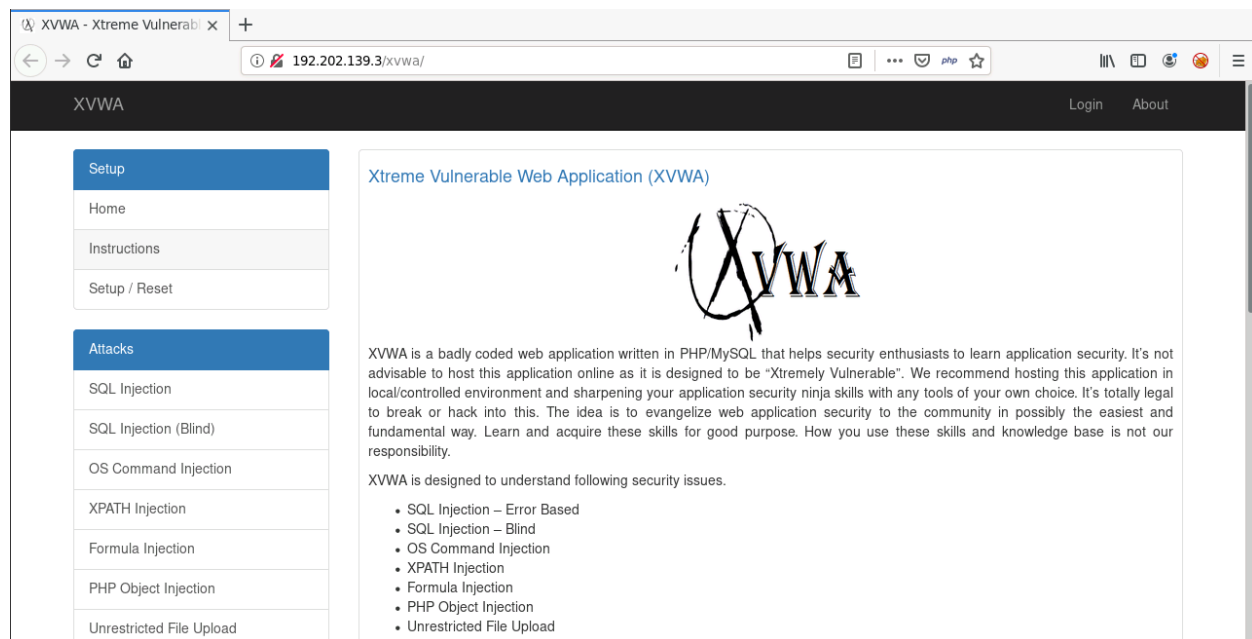 XVWA - Xtreme Vulnerab
192.202.139.3/xvwa/
php
XVWA
Login
About
Setup
Home
Instructions
Setup / Reset
Attacks
SQL Injection
SQL Injection (Blind)
OS Command Injection
XPATH Injection
Formula Injection
PHP Object Injection
Unrestricted File Upload
Xtreme Vulnerable Web Application (XVWA)
XVWA
XVWA is a badly coded web application written in PHP/MySQL that helps security enthusiasts to learn application security. It's not
advisable to host this application online as it is designed to be “Xtremely Vulnerable”. We recommend hosting this application in
local/controlled environment and sharpening your application security ninja skills with any tools of your own choice. It's totally legal
to break or hack into this. The idea is to evangelize web application security to the community in possibly the easiest and
fundamental way. Learn and acquire these skills for good purpose. How you use these skills and knowledge base is not our
responsibility.
XVWA is designed to understand following security issues.
• SQL Injection – Error Based
• SQL Injection – Blind
• OS Command Injection
• XPATH Injection
• Formula Injection
• PHP Object Injection
• Unrestricted File Upload